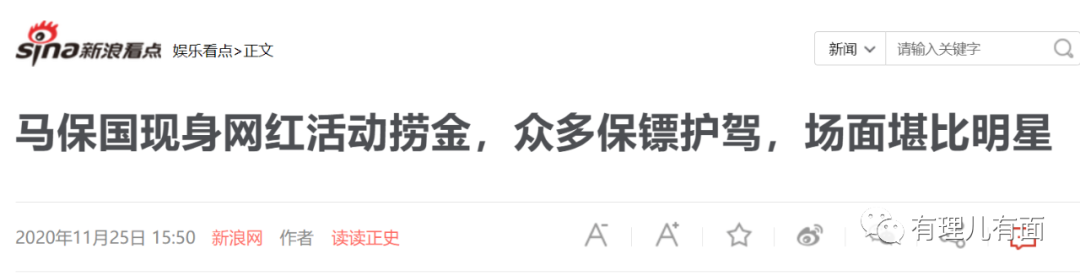 sina新浪看点 娱乐看点>正文 新闻 请输入关键字
马保国现身网红活动捞金，众多保镖护驾，场面堪比明星
2020年11月25日 15:50 新浪网 作者 读读正史 A- A+ 有理儿有面